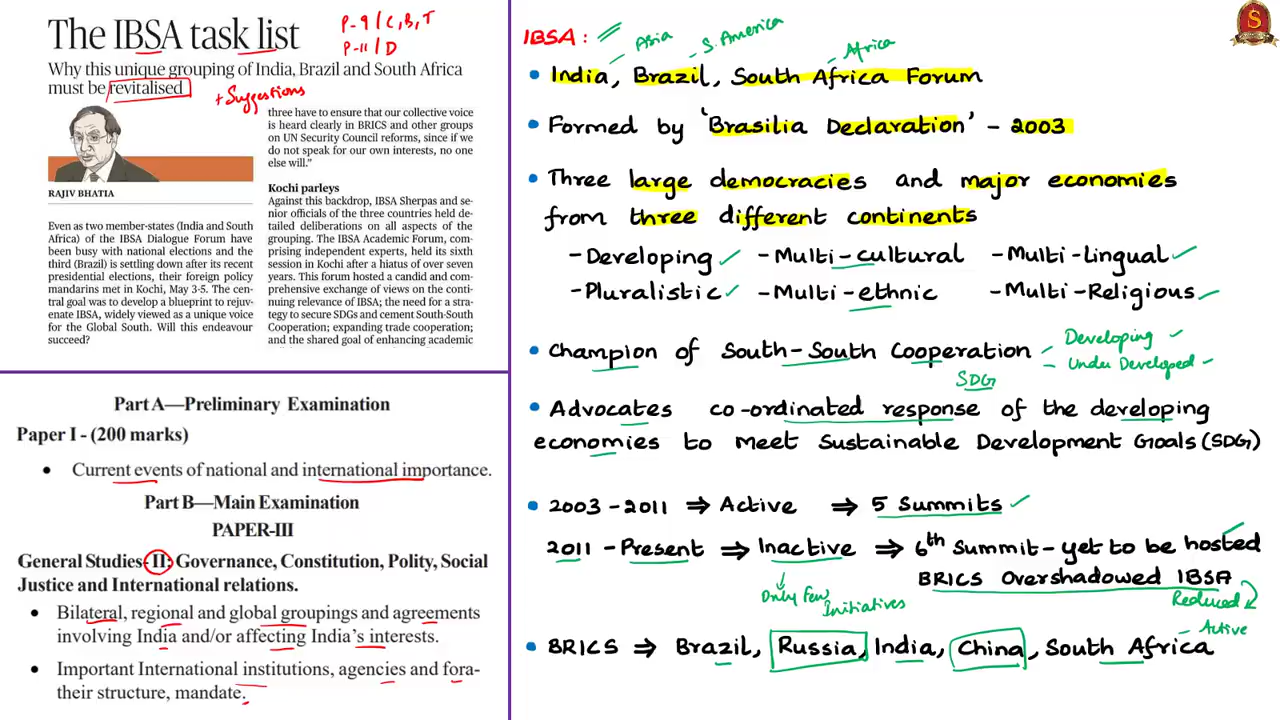 The IBSA task list
P-9 / C, B, T
P-11 / D
Why this unique grouping of India, Brazil and South Africa
must be revitalised
+ Suggestions
RAJIV BHATIA
Even as two member-states (India and South
Africa) of the IBSA Dialogue Forum have
been busy with national elections and the
third (Brazil) is settling down after its recent
presidential elections, their foreign policy
mandarins met in Kochi, May 3-5. The cen-
tral goal was to develop a blueprint to rejuv-
enate IBSA, widely viewed as a unique voice
for the Global South. Will this endeavour
succeed?
three have to ensure that our collective voice
is heard clearly in BRICS and other groups
on UN Security Council reforms, since if we
do not speak for our own interests, no one
else will.”
Kochi parleys
Against this backdrop, IBSA Sherpas and se-
nior officials of the three countries held de-
tailed deliberations on all aspects of the
grouping. The IBSA Academic Forum, com-
prising independent experts, held its sixth
session in Kochi after a hiatus of over seven
years. This forum hosted a candid and com-
prehensive exchange of views on the conti-
nuing relevance of IBSA; the need for a stra-
tegy to secure SDGs and cement South-South
Cooperation; expanding trade cooperation;
and the shared goal of enhancing academic
Part A—Preliminary Examination
Paper I - (200 marks)
• Current events of national and international importance.
Part B—Main Examination
PAPER-III
General Studies-II: Governance, Constitution, Polity, Social
Justice and International relations.
• Bilateral, regional and global groupings and agreements
involving India and/or affecting India’s interests.
• Important International institutions, agencies and fora-
their structure, mandate.
IBSA :
Asia
S. America
Africa
• India, Brazil, South Africa Forum
• Formed by ‘Brasilia Declaration’ - 2003
• Three large democracies and major economies
from three different continents
- Developing - Multi-cultural - Multi-Lingual
- Pluralistic - Multi-ethnic - Multi-Religious
• Champion of South-South Cooperation
Developing
Under Developed
SDG
• Advocates co-ordinated response of the developing
economies to meet Sustainable Development Goals (SDG)
• 2003 - 2011 ⇒ Active ⇒ 5 Summits
2011 - Present ⇒ Inactive ⇒ 6th Summit - yet to be hosted
BRICS Overshadowed IBSA
Only Few
Initiatives
Reduced
Active
• BRICS ⇒ Brazil, Russia, India, China, South Africa